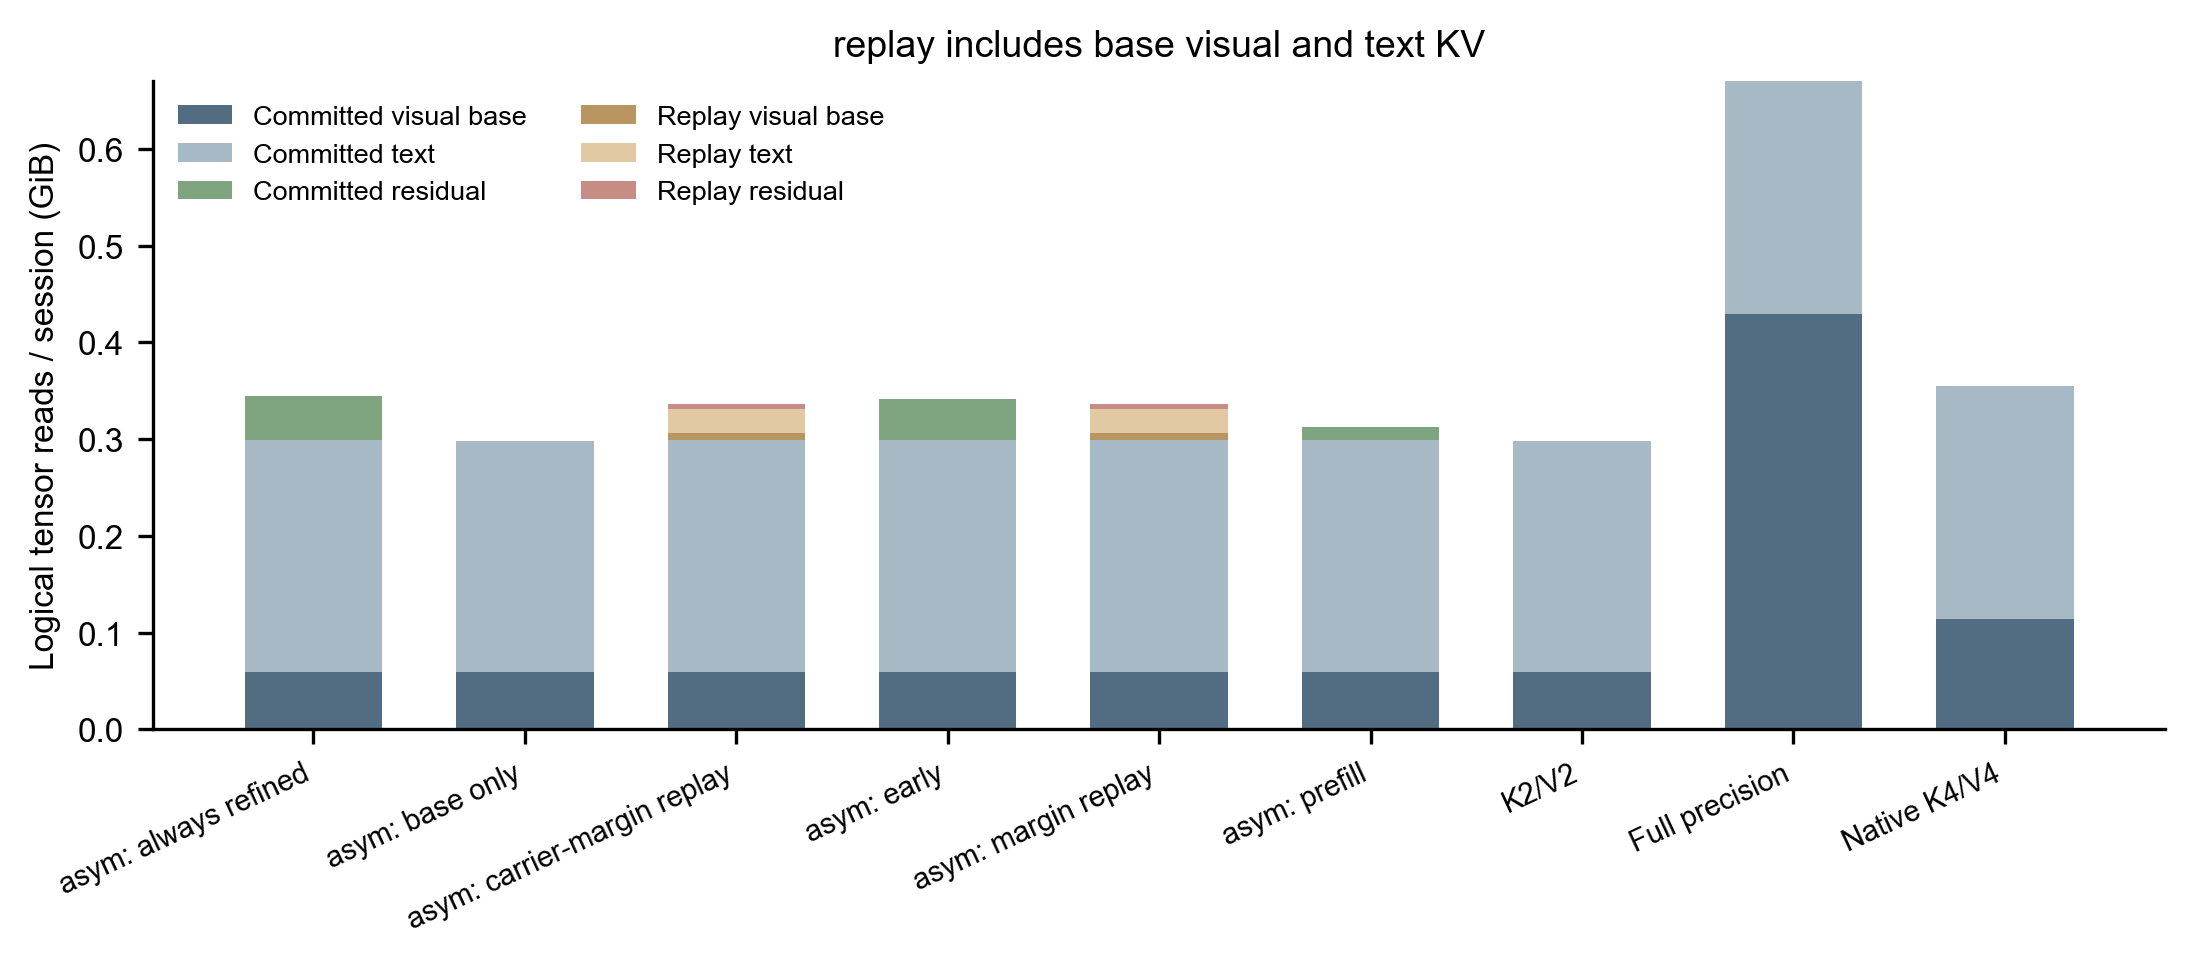 replay includes base visual and text KV
Committed visual base
Committed text
Committed residual
Replay visual base
Replay text
Replay residual
Logical tensor reads / session (GiB)
0.6
0.5
0.4
0.3
0.2
0.1
0.0
asym: always refined
asym: base only
asym: carrier-margin replay
asym: early
asym: margin replay
asym: prefill
K2/V2
Full precision
Native K4/V4